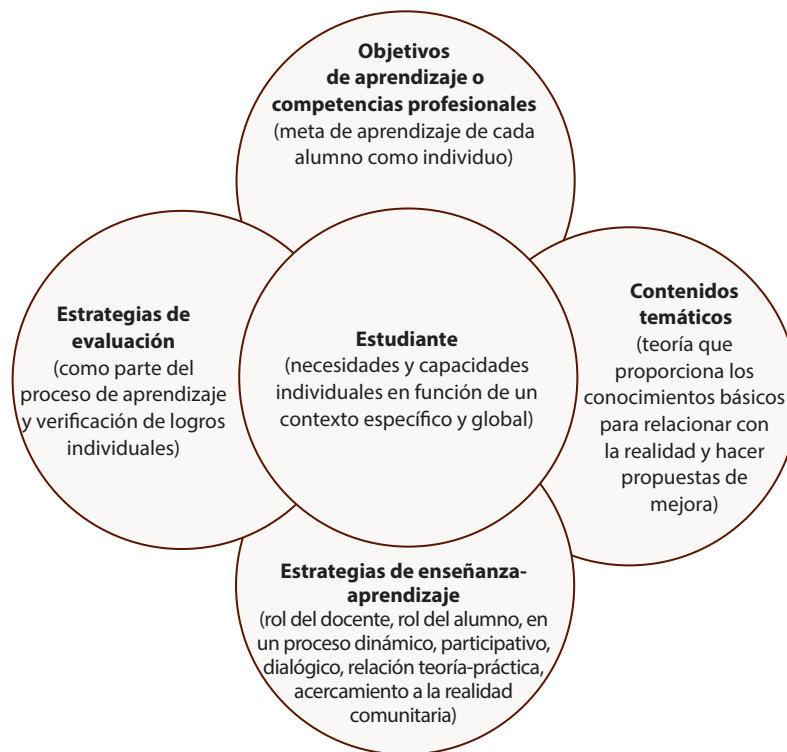 Objetivos
de aprendizaje o
competencias profesionales
(meta de aprendizaje de cada
alumno como individuo)
Estrategias de
evaluación
(como parte del
proceso de aprendizaje
y verificación de logros
individuales)
Estudiante
(necesidades y capacidades
individuales en función de un
contexto específico y global)
Contenidos
temáticos
(teoría que
proporciona los
conocimientos básicos
para relacionar con
la realidad y hacer
propuestas de
mejora)
Estrategias de enseñanza-
aprendizaje
(rol del docente, rol del alumno, en
un proceso dinámico, participativo,
dialógico, relación teoría-práctica,
acercamiento a la realidad
comunitaria)